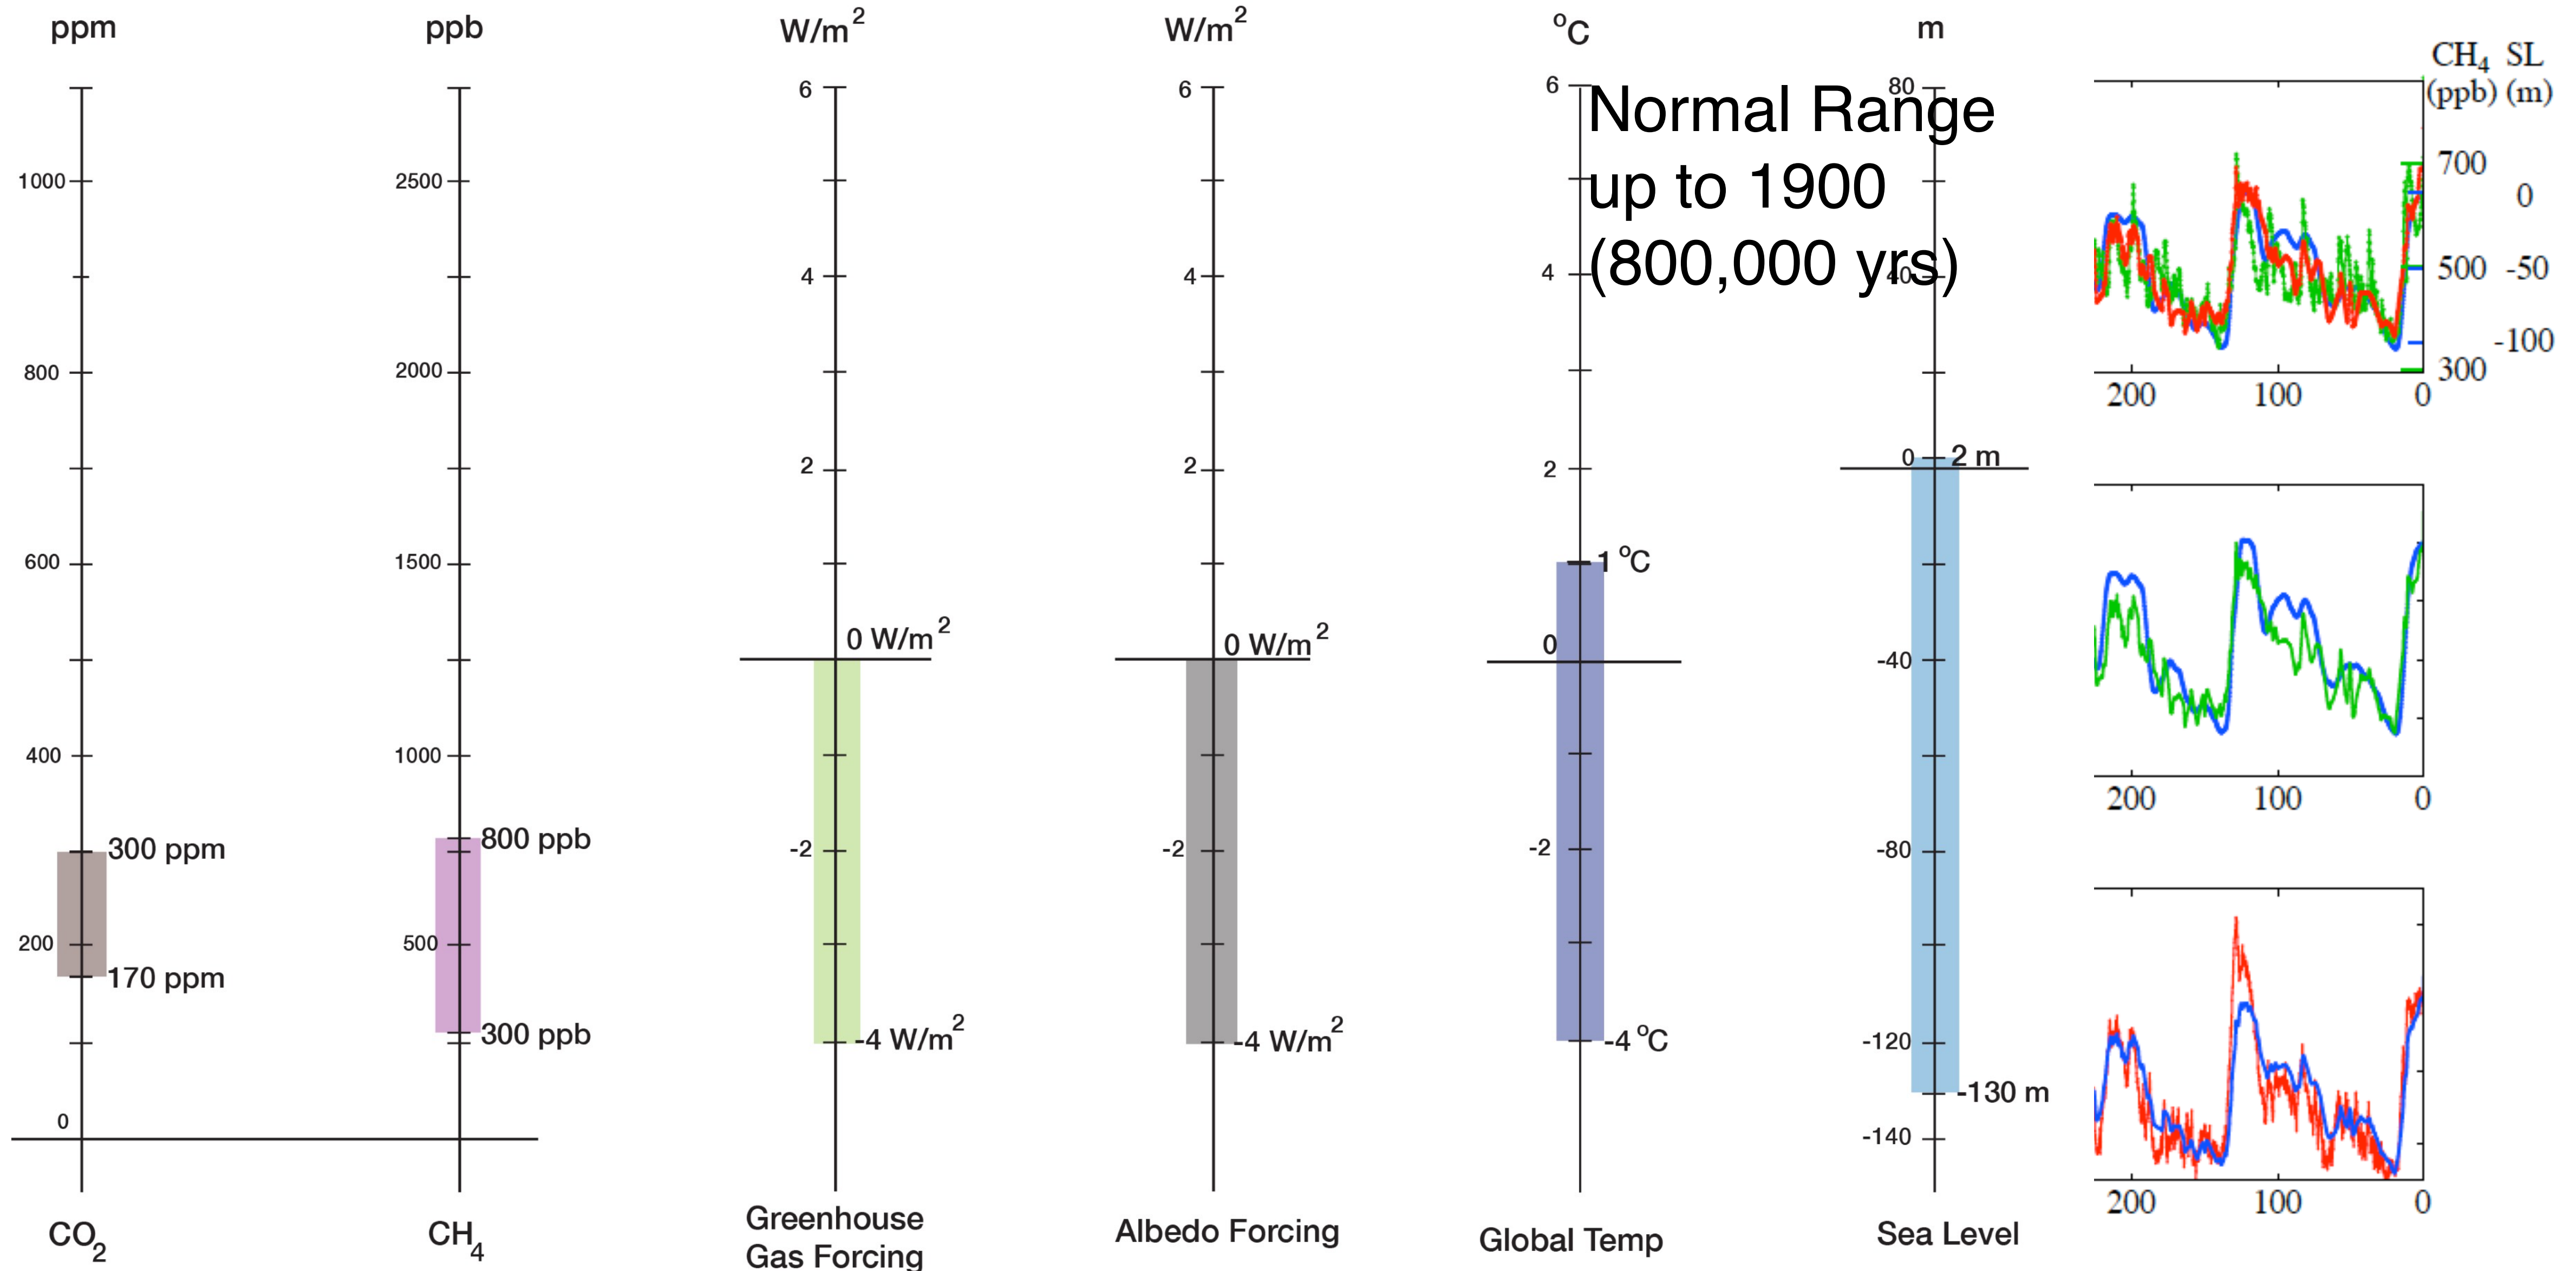 ppm
ppb
W/m²
W/m²
°C
m
CH₄ SL
(ppb) (m)
Normal Range
up to 1900
(800,000 yrs)
1000
800
600
400
200
0
300 ppm
170 ppm
CO₂
2500
2000
1500
1000
500
800 ppb
300 ppb
CH₄
6
4
2
0 W/m²
-2
-4 W/m²
Greenhouse
Gas Forcing
6
4
2
0 W/m²
-2
-4 W/m²
Albedo Forcing
6
4
2
1 °C
0
-2
-4 °C
Global Temp
80
40
0
2 m
-40
-80
-120
-130 m
-140
Sea Level
700
0
500 -50
-100
300
200 100 0
200 100 0
200 100 0